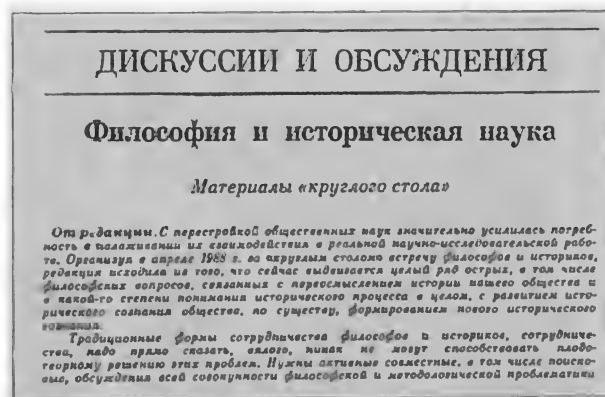 ДИСКУССИИ И ОБСУЖДЕНИЯ
Философия и историческая наука
Материалы «круглого стола»
От редакции. С перестройкой общественных наук значительно усилилась потреб-
ность в налаживании их взаимодействия в реальной научно-исследовательской рабо-
те. Организуя в апреле 1988 г. за «круглым столом» встречу философов и историков,
редакция исходила из того, что сейчас выдвигается целый ряд острых, в том числе
философских вопросов, связанных с переосмыслением истории нашего общества и
в какой-то степени понимания исторического процесса в целом, с развитием исто-
рического сознания общества, по существу, формированием нового исторического
сознания.
Традиционные формы сотрудничества философов и историков, сотрудниче-
ства, надо прямо сказать, вялого, никак не могут способствовать плодо-
творному решению этих проблем. Нужны активные совместные, в том числе поиско-
вые, обсуждения всей совокупности философской и методологической проблематики